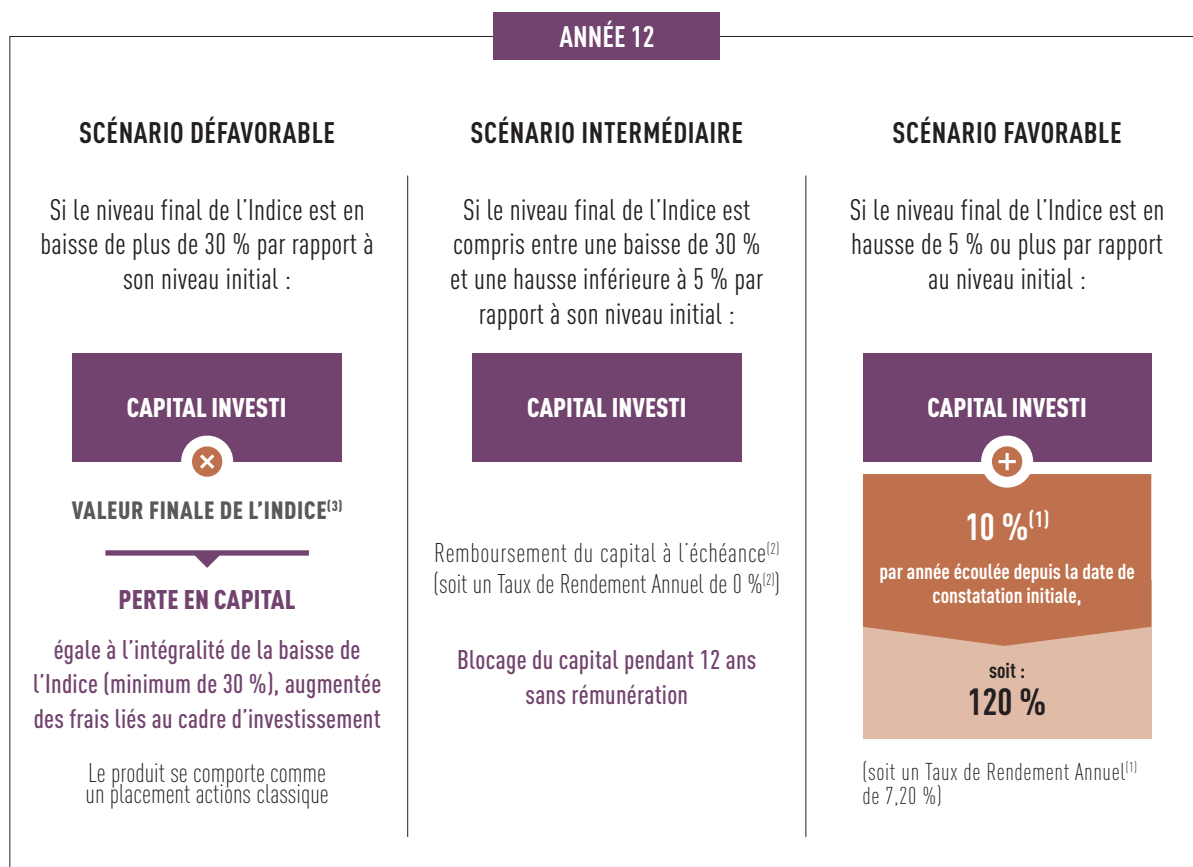 ANNÉE 12
SCÉNARIO DÉFAVORABLE
Si le niveau final de l'Indice est en
baisse de plus de 30 % par rapport à
son niveau initial :
CAPITAL INVESTI
×
VALEUR FINALE DE L'INDICE(3)
PERTE EN CAPITAL
égale à l'intégralité de la baisse de
l'Indice (minimum de 30 %), augmentée
des frais liés au cadre d'investissement
Le produit se comporte comme
un placement actions classique
SCÉNARIO INTERMÉDIAIRE
Si le niveau final de l'Indice est
compris entre une baisse de 30 %
et une hausse inférieure à 5 % par
rapport à son niveau initial :
CAPITAL INVESTI
Remboursement du capital à l'échéance(2)
(soit un Taux de Rendement Annuel de 0 %(2))
Blocage du capital pendant 12 ans
sans rémunération
SCÉNARIO FAVORABLE
Si le niveau final de l'Indice est en
hausse de 5 % ou plus par rapport
au niveau initial :
CAPITAL INVESTI
+
10 %(1)
par année écoulée depuis la date de
constatation initiale,
soit :
120 %
(soit un Taux de Rendement Annuel(1)
de 7,20 %)